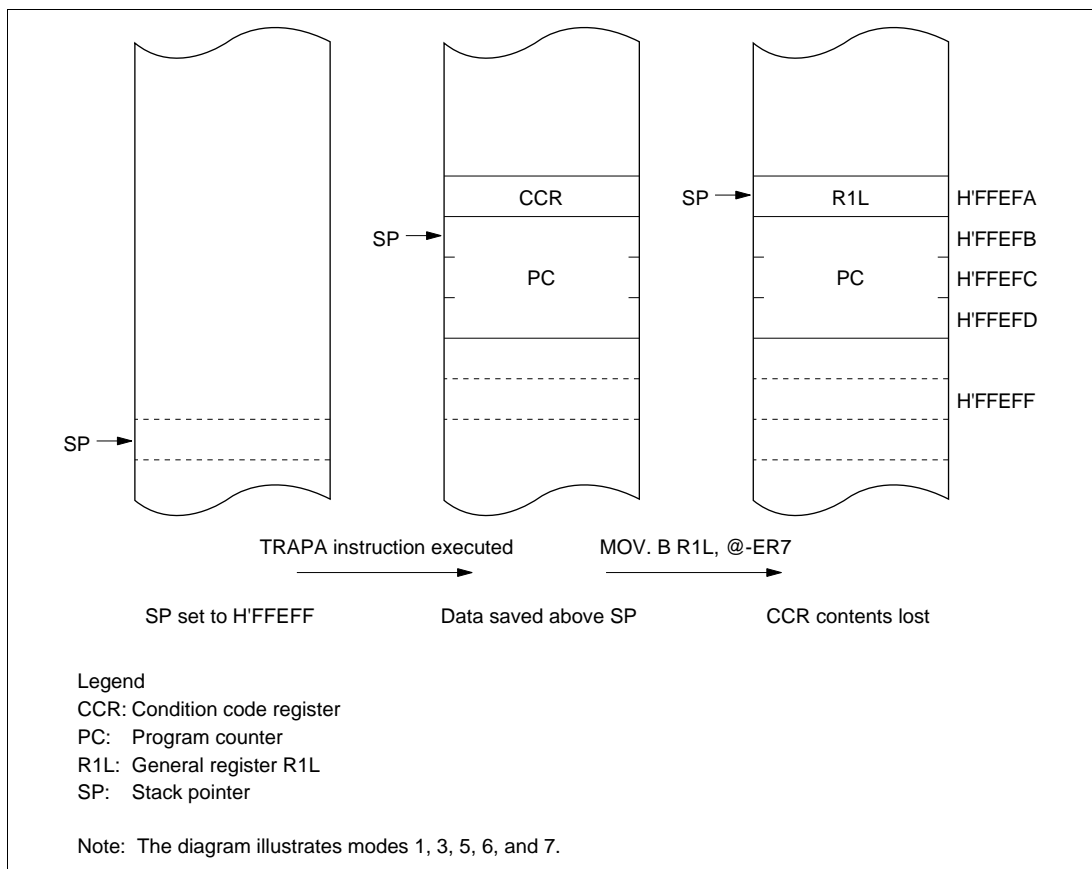 CCR
SP
R1L
H'FFEFA
SP
H'FFEFB
PC
PC
H'FFEFC
H'FFEFD
H'FFEFF
SP
TRAPA instruction executed
MOV. B R1L, @-ER7
SP set to H'FFEFF
Data saved above SP
CCR contents lost
Legend
CCR: Condition code register
PC: Program counter
R1L: General register R1L
SP: Stack pointer
Note: The diagram illustrates modes 1, 3, 5, 6, and 7.